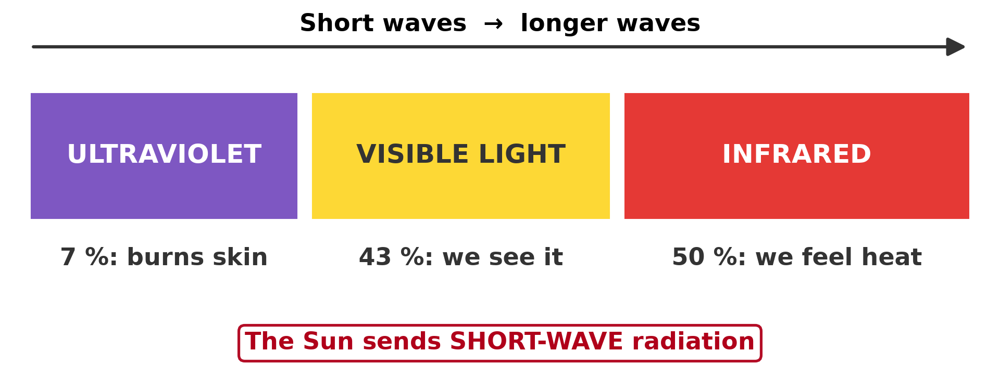 Short waves → longer waves
ULTRAVIOLET
VISIBLE LIGHT
INFRARED
7 %: burns skin
43 %: we see it
50 %: we feel heat
The Sun sends SHORT-WAVE radiation